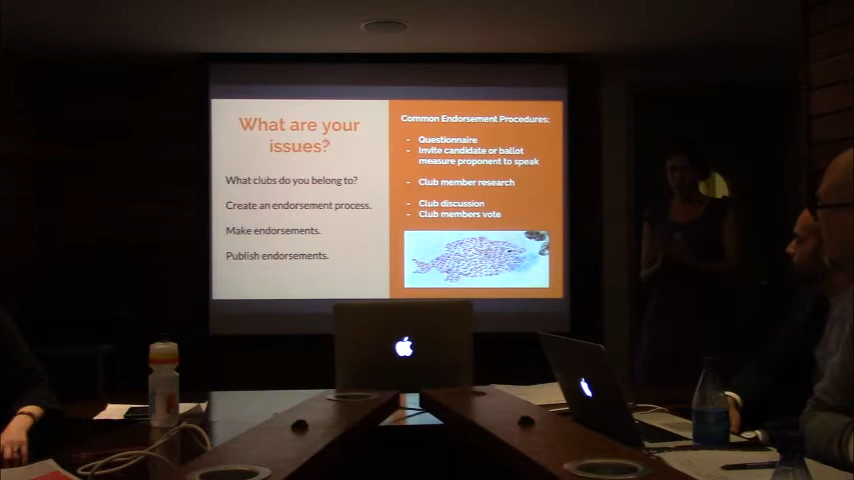 What are your
issues?
What clubs do you belong to?
Create an endorsement process.
Make endorsements.
Publish endorsements.
Common Endorsement Procedures:
- Questionnaire
- Invite candidate or ballot
measure proponent to speak
- Club member research
- Club discussion
- Club members vote